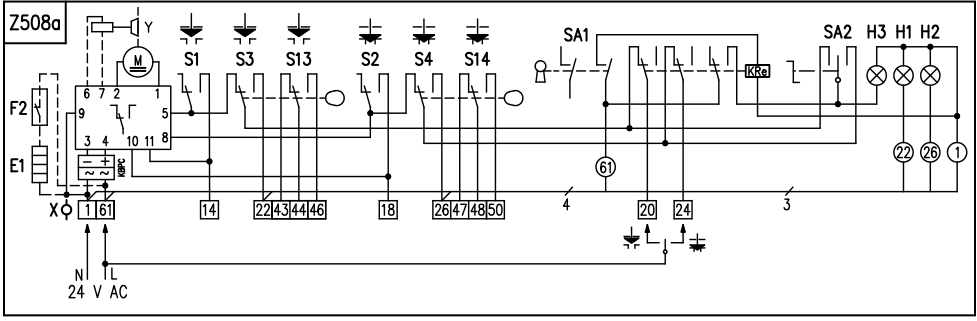 Z508a
Y
M
S1 S3 S13 S2 S4 S14
SA1
KRe
SA2 H3 H1 H2
6 7 2 1
9 5
3 4 10 11 8
F2
E1
– +
~ ~
KBPC
61
22 26 1
X
1 61 14 22 43 44 46 18 26 47 48 50 4 20 24 3
N L
24 V AC